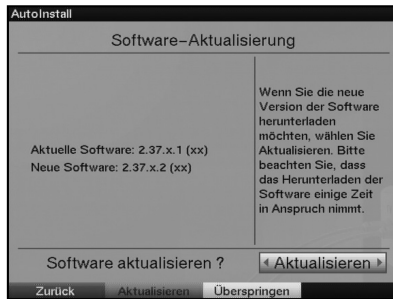 AutoInstall
Software-Aktualisierung
Aktuelle Software: 2.37.x.1 (xx)
Neue Software: 2.37.x.2 (xx)
Wenn Sie die neue
Version der Software
herunterladen
möchten, wählen Sie
Aktualisieren. Bitte
beachten Sie, dass
das Herunterladen der
Software einige Zeit
in Anspruch nimmt.
Software aktualisieren ?
Aktualisieren
Zurück Aktualisieren Überspringen